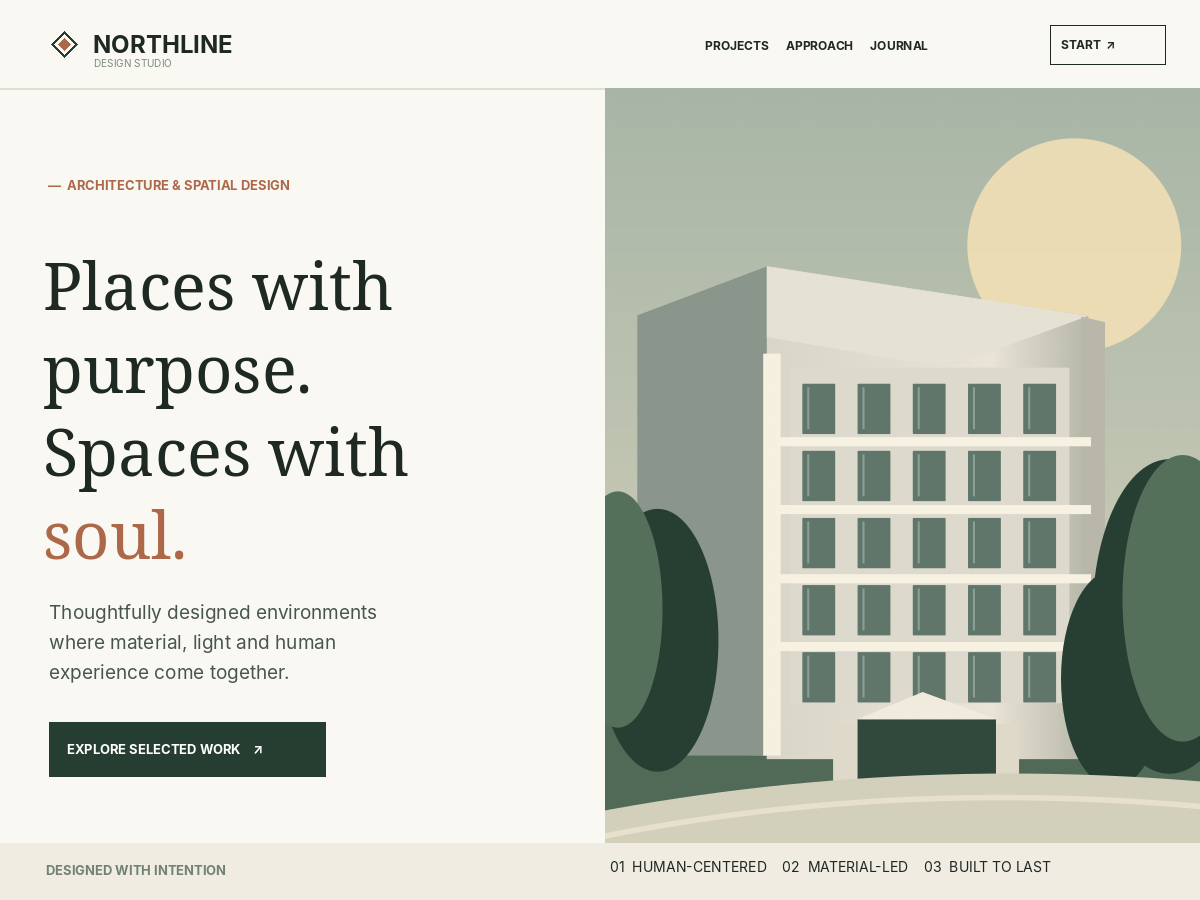 NORTHLINE
DESIGN STUDIO
PROJECTS APPROACH JOURNAL
START ↗
— ARCHITECTURE & SPATIAL DESIGN
Places with
purpose.
Spaces with
soul.
Thoughtfully designed environments
where material, light and human
experience come together.
EXPLORE SELECTED WORK ↗
DESIGNED WITH INTENTION
01 HUMAN-CENTERED 02 MATERIAL-LED 03 BUILT TO LAST